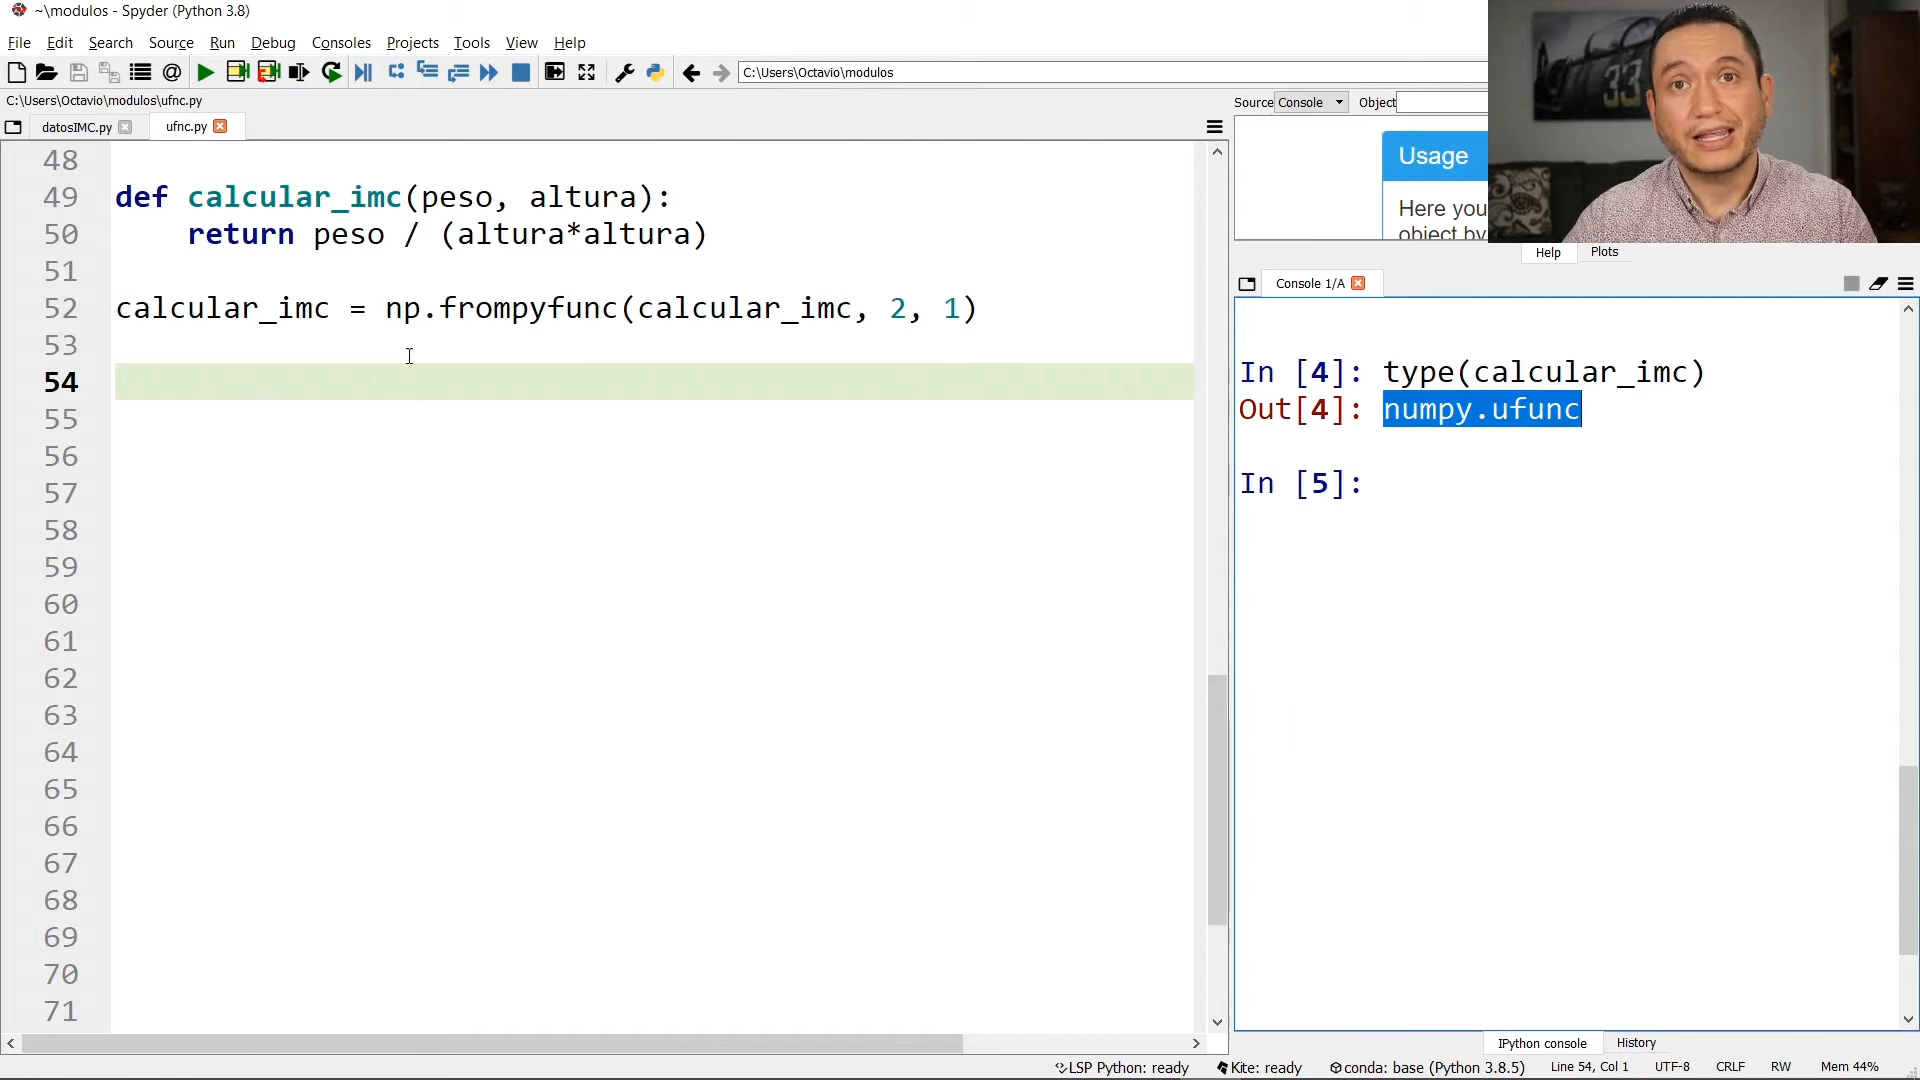 ~\modulos - Spyder (Python 3.8)
File Edit Search Source Run Debug Consoles Projects Tools View Help
C:\Users\Octavio\modulos
C:\Users\Octavio\modulos\ufnc.py
Source Console Object
datosIMC.py ufnc.py
33
Usage
Here you
object by
Help Plots
48
49 def calcular_imc(peso, altura):
50 return peso / (altura*altura)
51
52 calcular_imc = np.frompyfunc(calcular_imc, 2, 1)
53
54
55
56
57
58
59
60
61
62
63
64
65
66
67
68
69
70
71
Console 1/A
In [4]: type(calcular_imc)
Out[4]: numpy.ufunc
In [5]:
IPython console History
LSP Python: ready Kite: ready conda: base (Python 3.8.5) Line 54, Col 1 UTF-8 CRLF RW Mem 44%